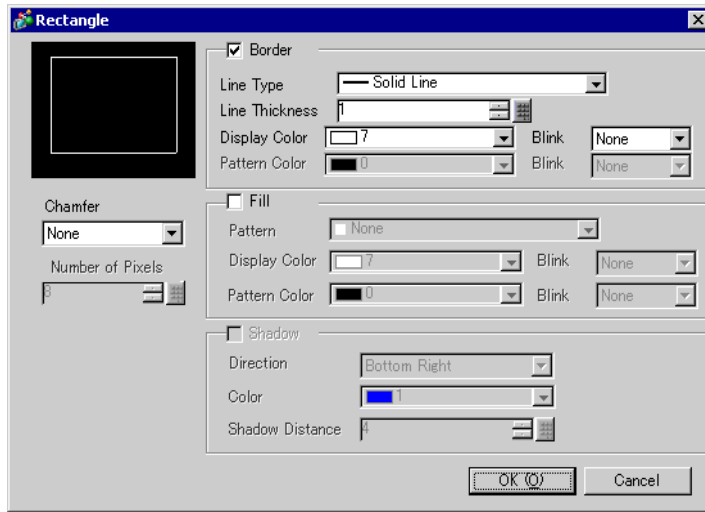 Rectangle
Border
Line Type
Solid Line
Line Thickness
1
Display Color
7
Blink
None
Pattern Color
0
Blink
None
Chamfer
None
Number of Pixels
8
Fill
Pattern
None
Display Color
7
Blink
None
Pattern Color
0
Blink
None
Shadow
Direction
Bottom Right
Color
1
Shadow Distance
4
OK (O)
Cancel